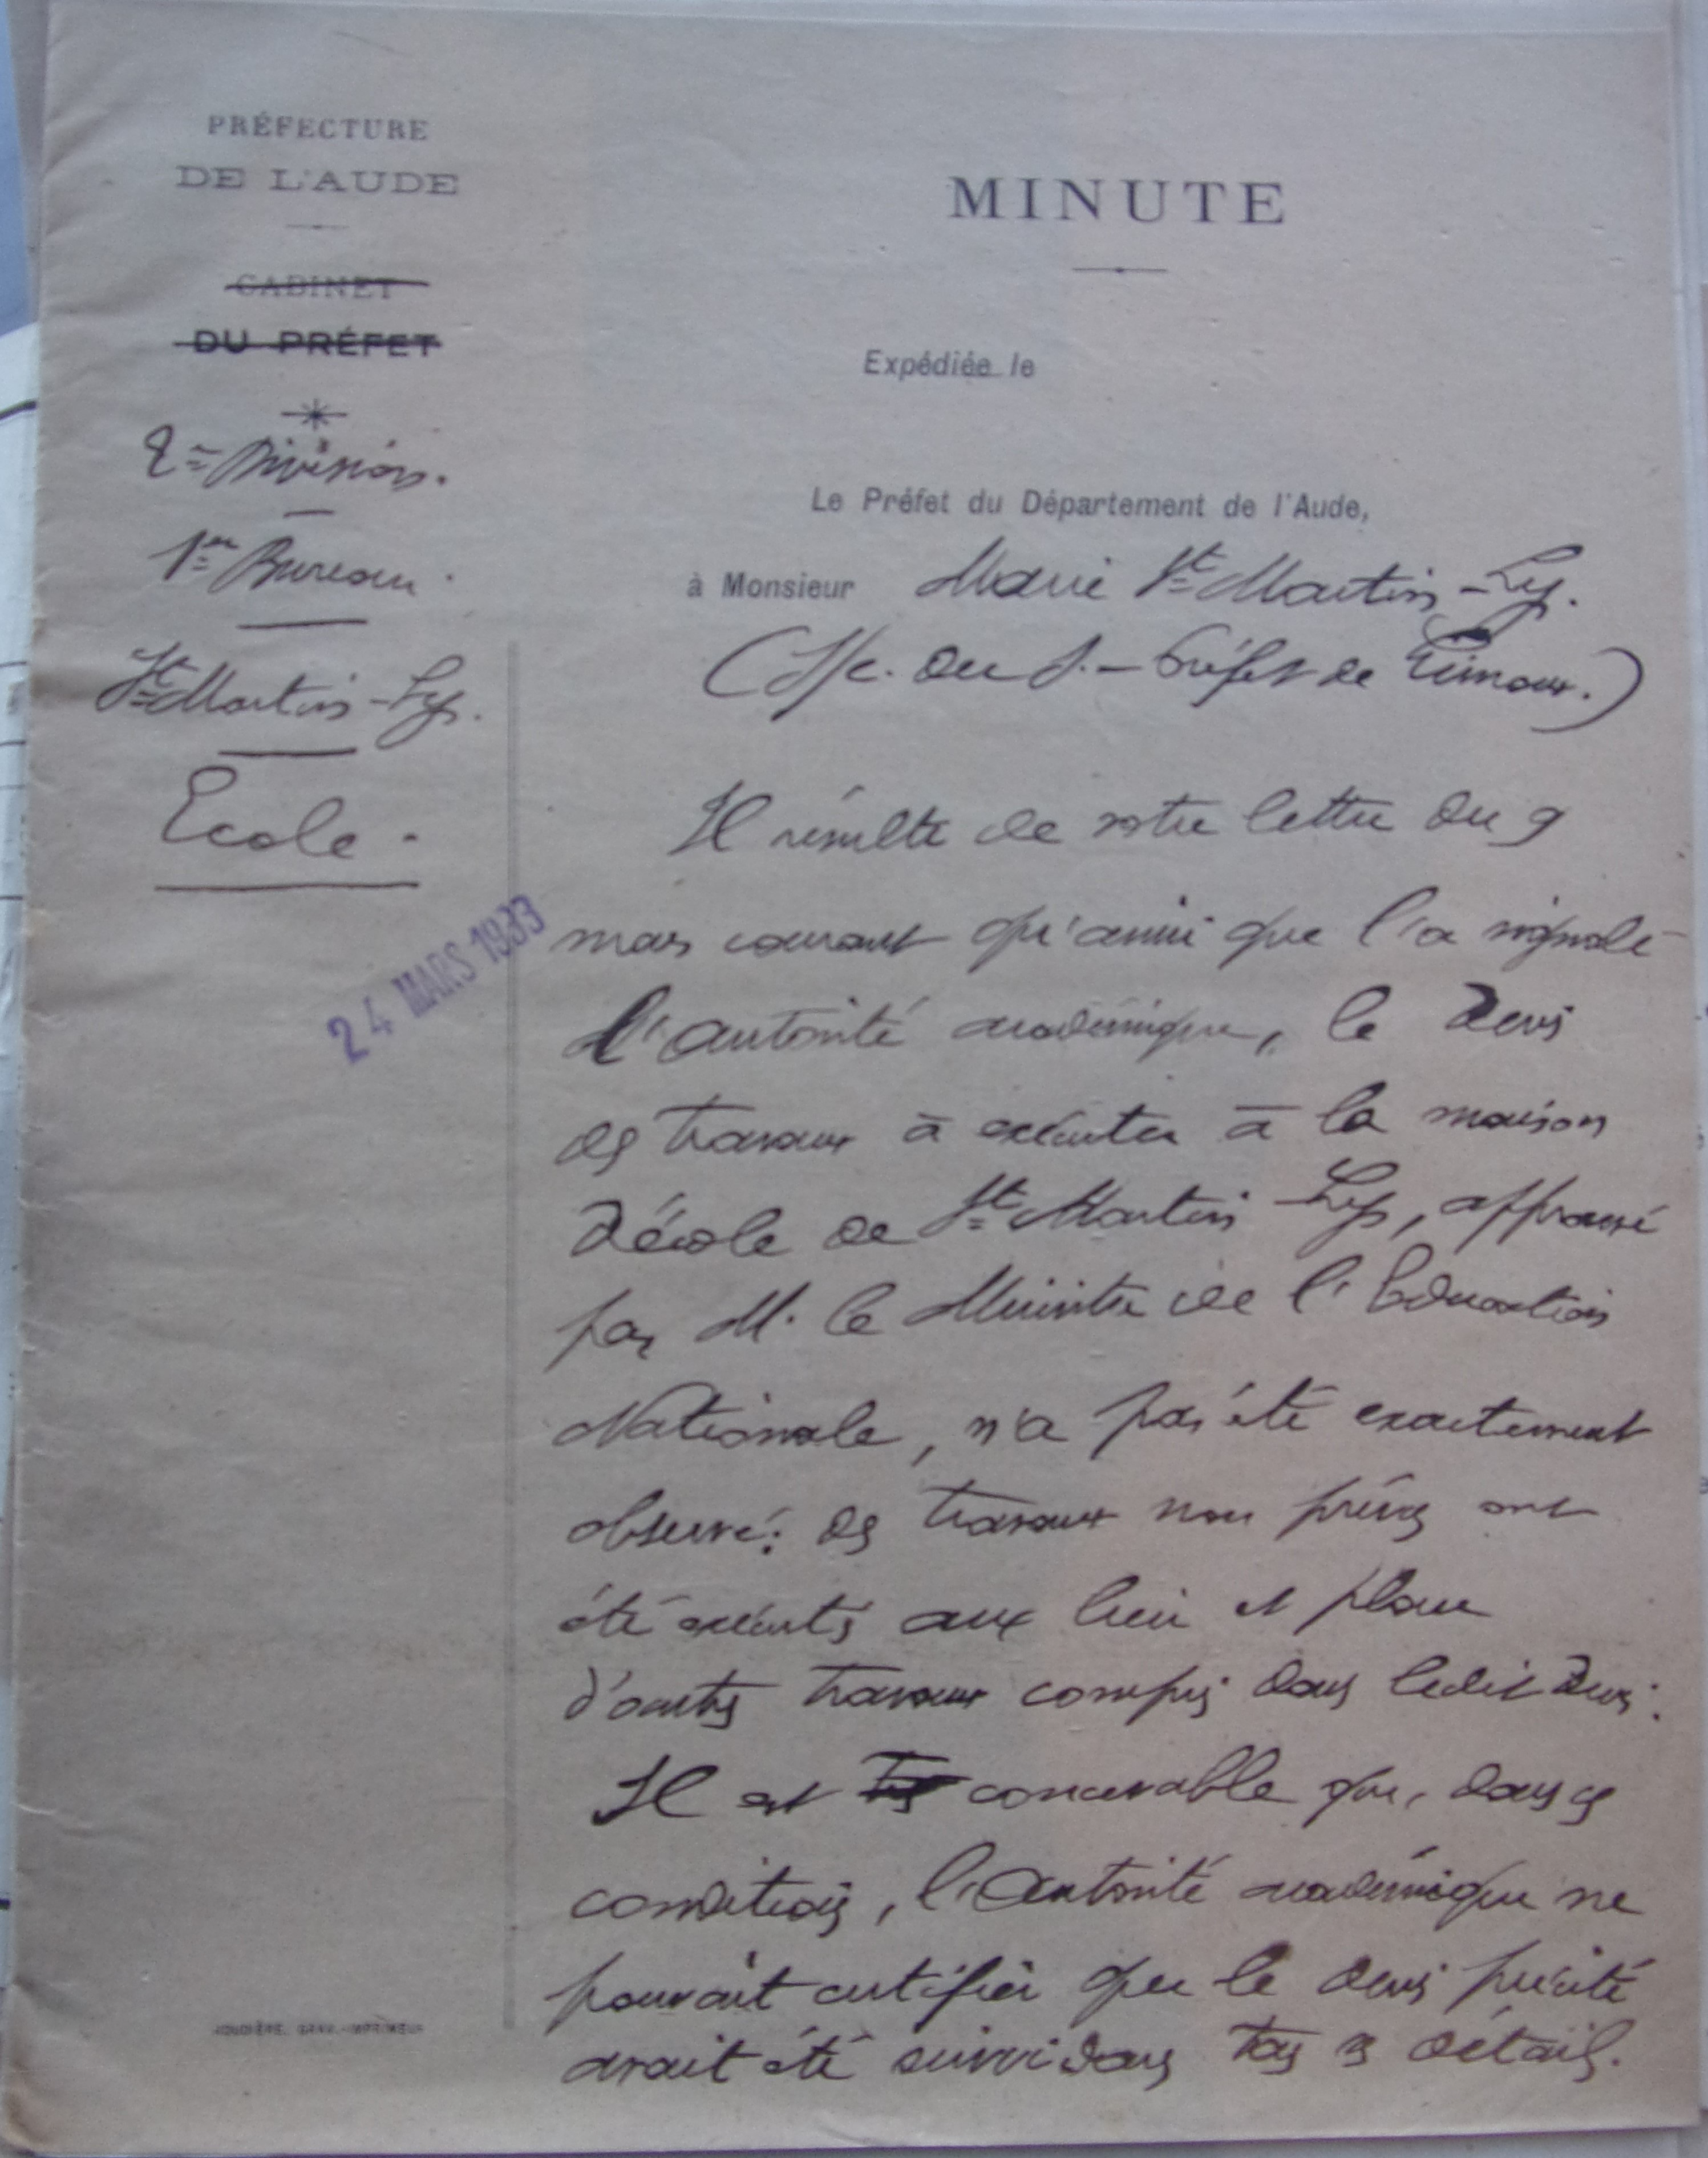 PRÉFECTURE
DE L'AUDE
CABINET
DU PRÉFET
2e Division.
1er Bureau.
St Martin-Lys.
Ecole.
24 MARS 1933
MINUTE
Expédiée le
Le Préfet du Département de l'Aude,
à Monsieur Maire St Martin-Lys.
(S/c. du S.-Préfet de Limoux.)
Il résulte de votre lettre du 9
mars courant qu'ainsi que l'a signalé
l'autorité académique, le devis
des travaux à exécuter à la maison
d'école de St Martin-Lys, approuvé
par M. le Ministre de l'Education
Nationale, n'a pas été exactement
observé: des travaux non prévus ont
été exécutés aux lieu et place
d'autres travaux compris dans ledit devis.
Il est concevable que, dans ces
conditions, l'autorité académique ne
pouvait certifier que le devis précité
avait été suivi dans tous ses détails.